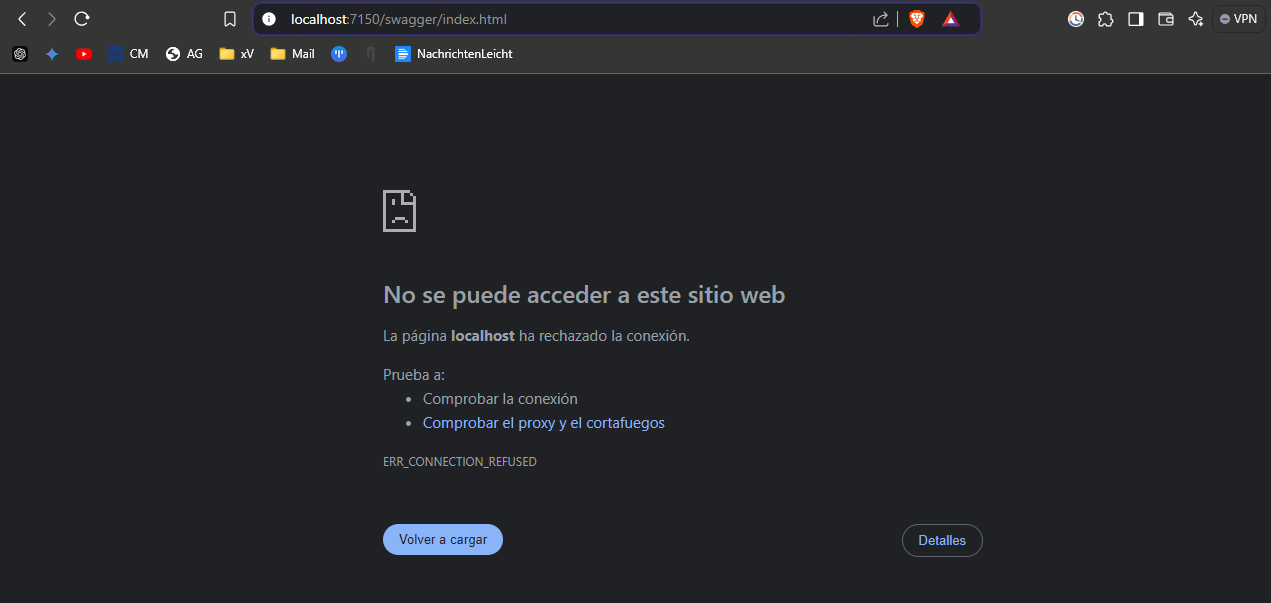 localhost:7150/swagger/index.html
VPN
CM AG xV Mail NachrichtenLeicht
No se puede acceder a este sitio web
La página localhost ha rechazado la conexión.
Prueba a:
• Comprobar la conexión
• Comprobar el proxy y el cortafuegos
ERR_CONNECTION_REFUSED
Volver a cargar
Detalles